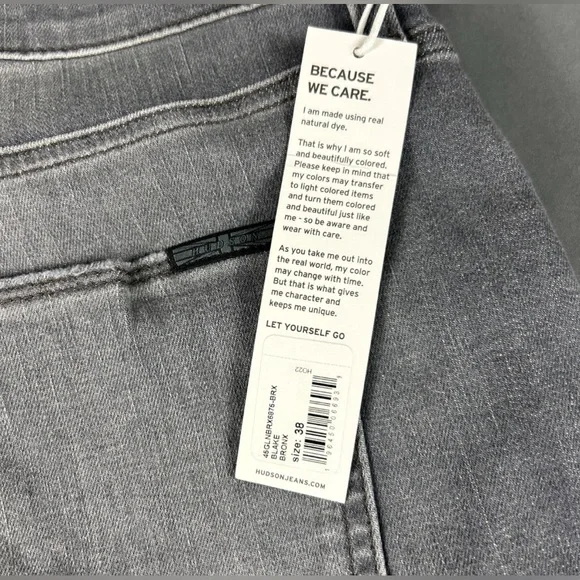 BECAUSE
WE CARE.
I am made using real
natural dye.
That is why I am so soft
and beautifully colored.
Please keep in mind that
my colors may transfer
to light colored items
and turn them colored
and beautiful just like
me - so be aware and
wear with care.
As you take me out into
the real world, my color
may change with time.
But that is what gives
me character and
keeps me unique.
LET YOURSELF GO
HO22
45GLNBRX5875-BRX
BLAKE
BRONX
size: 38
HUDSONJEANS.COM